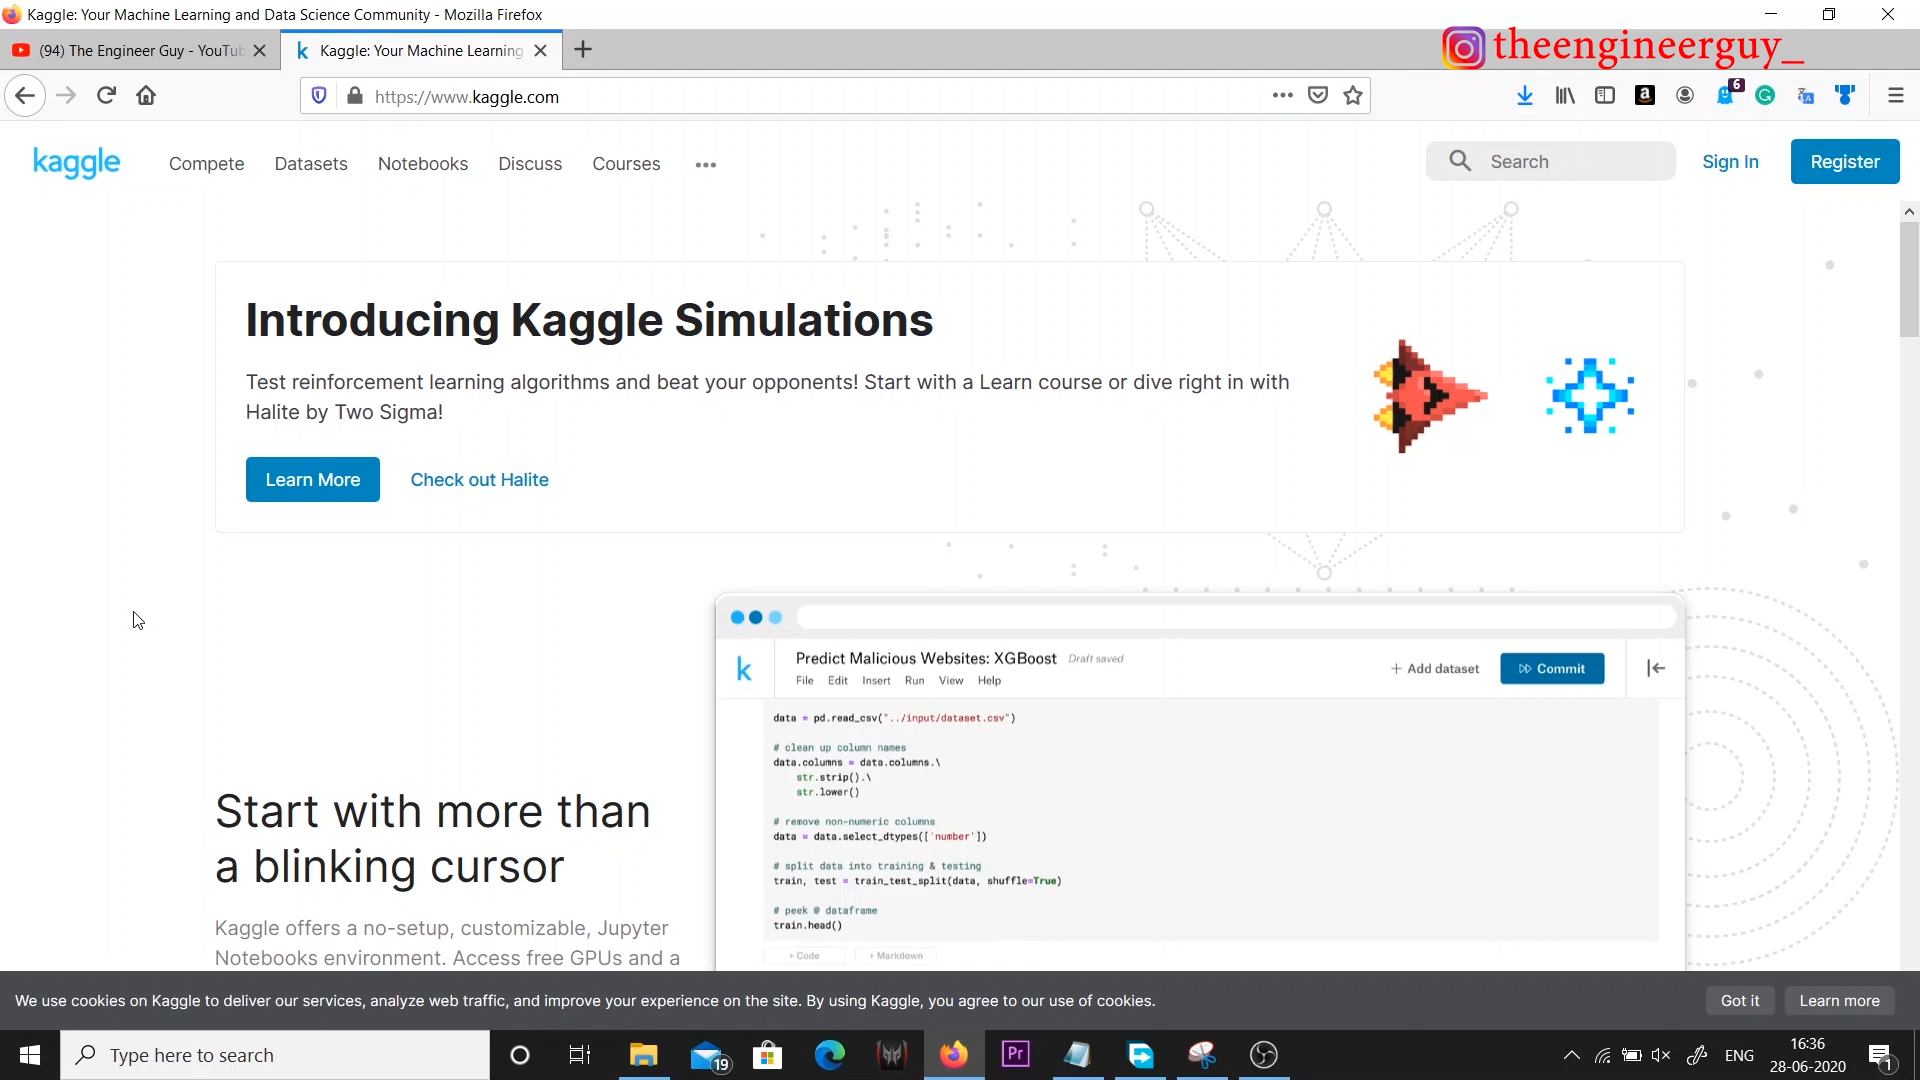 Kaggle: Your Machine Learning and Data Science Community - Mozilla Firefox
(94) The Engineer Guy - YouTub
k Kaggle: Your Machine Learning
theengineerguy_
https://www.kaggle.com
a
6
kaggle
Compete Datasets Notebooks Discuss Courses
Search Sign In Register
Introducing Kaggle Simulations
Test reinforcement learning algorithms and beat your opponents! Start with a Learn course or dive right in with
Halite by Two Sigma!
Learn More Check out Halite
k
Predict Malicious Websites: XGBoost Draft saved
File Edit Insert Run View Help
+ Add dataset Commit
data = pd.read_csv("../input/dataset.csv")
# clean up column names
data.columns = data.columns.\
str.strip().\
str.lower()
# remove non-numeric columns
data = data.select_dtypes(['number'])
# split data into training & testing
train, test = train_test_split(data, shuffle=True)
# peek @ dataframe
train.head()
+ Code + Markdown
Start with more than
a blinking cursor
Kaggle offers a no-setup, customizable, Jupyter
Notebooks environment. Access free GPUs and a
We use cookies on Kaggle to deliver our services, analyze web traffic, and improve your experience on the site. By using Kaggle, you agree to our use of cookies.
Got it Learn more
Type here to search
19
Pr
ENG
16:36
28-06-2020
1